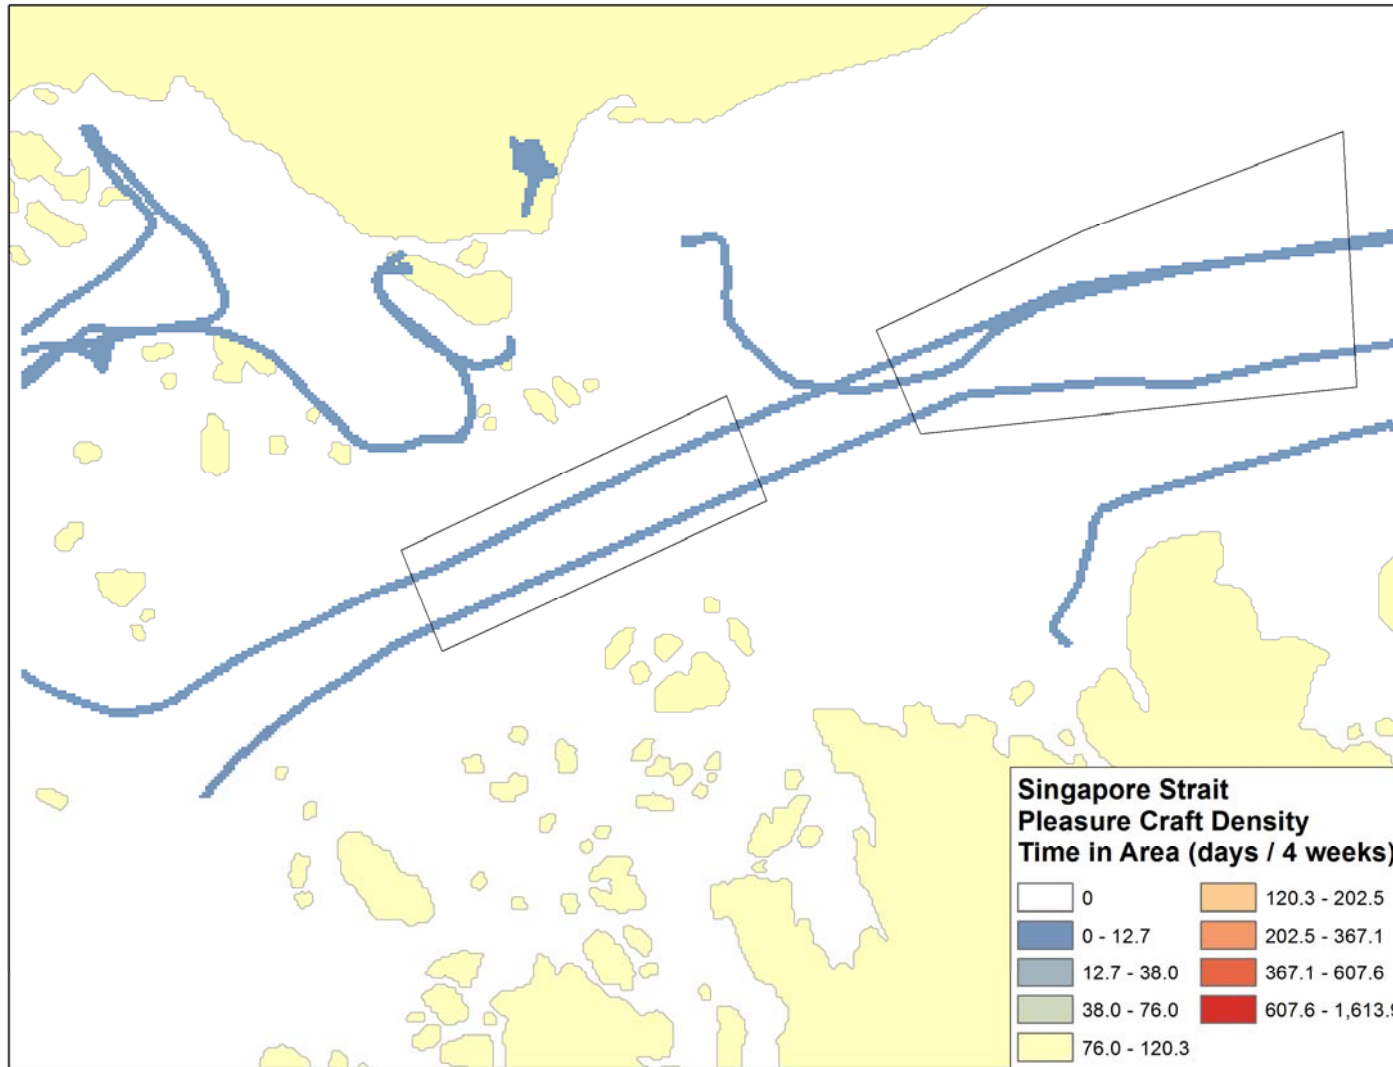 Singapore Strait
Pleasure Craft Density
Time in Area (days / 4 weeks)
0
0 - 12.7
12.7 - 38.0
38.0 - 76.0
76.0 - 120.3
120.3 - 202.5
202.5 - 367.1
367.1 - 607.6
607.6 - 1,613.9